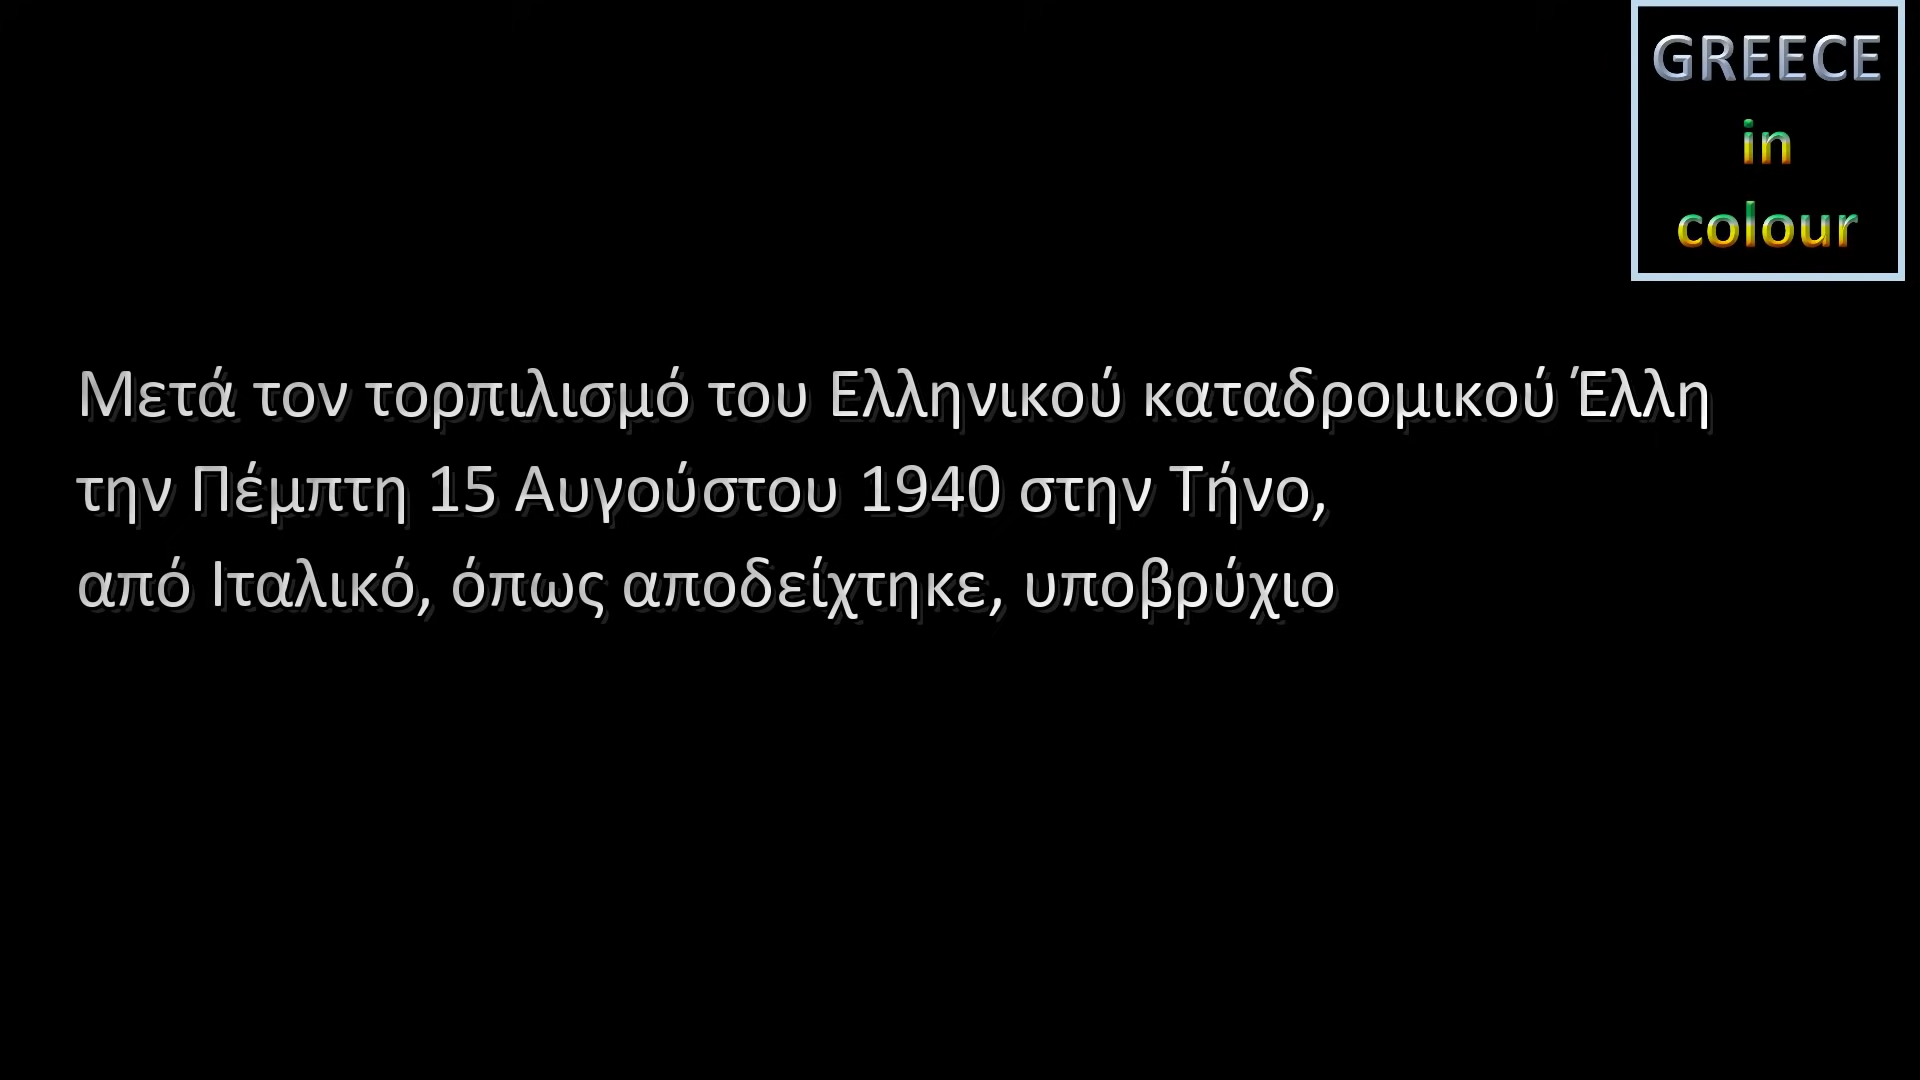 GREECE
in
colour
Μετά τον τορπιλισμό του Ελληνικού καταδρομικού Έλλη
την Πέμπτη 15 Αυγούστου 1940 στην Τήνο,
από Ιταλικό, όπως αποδείχτηκε, υποβρύχιο